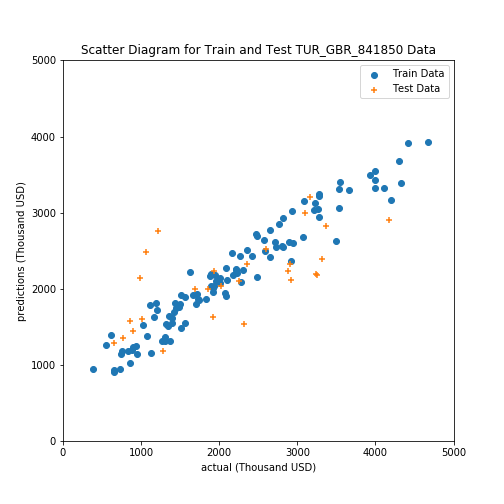 Scatter Diagram for Train and Test TUR_GBR_841850 Data
Train Data
Test Data
5000
4000
3000
2000
1000
0
predictions (Thousand USD)
0 1000 2000 3000 4000 5000
actual (Thousand USD)